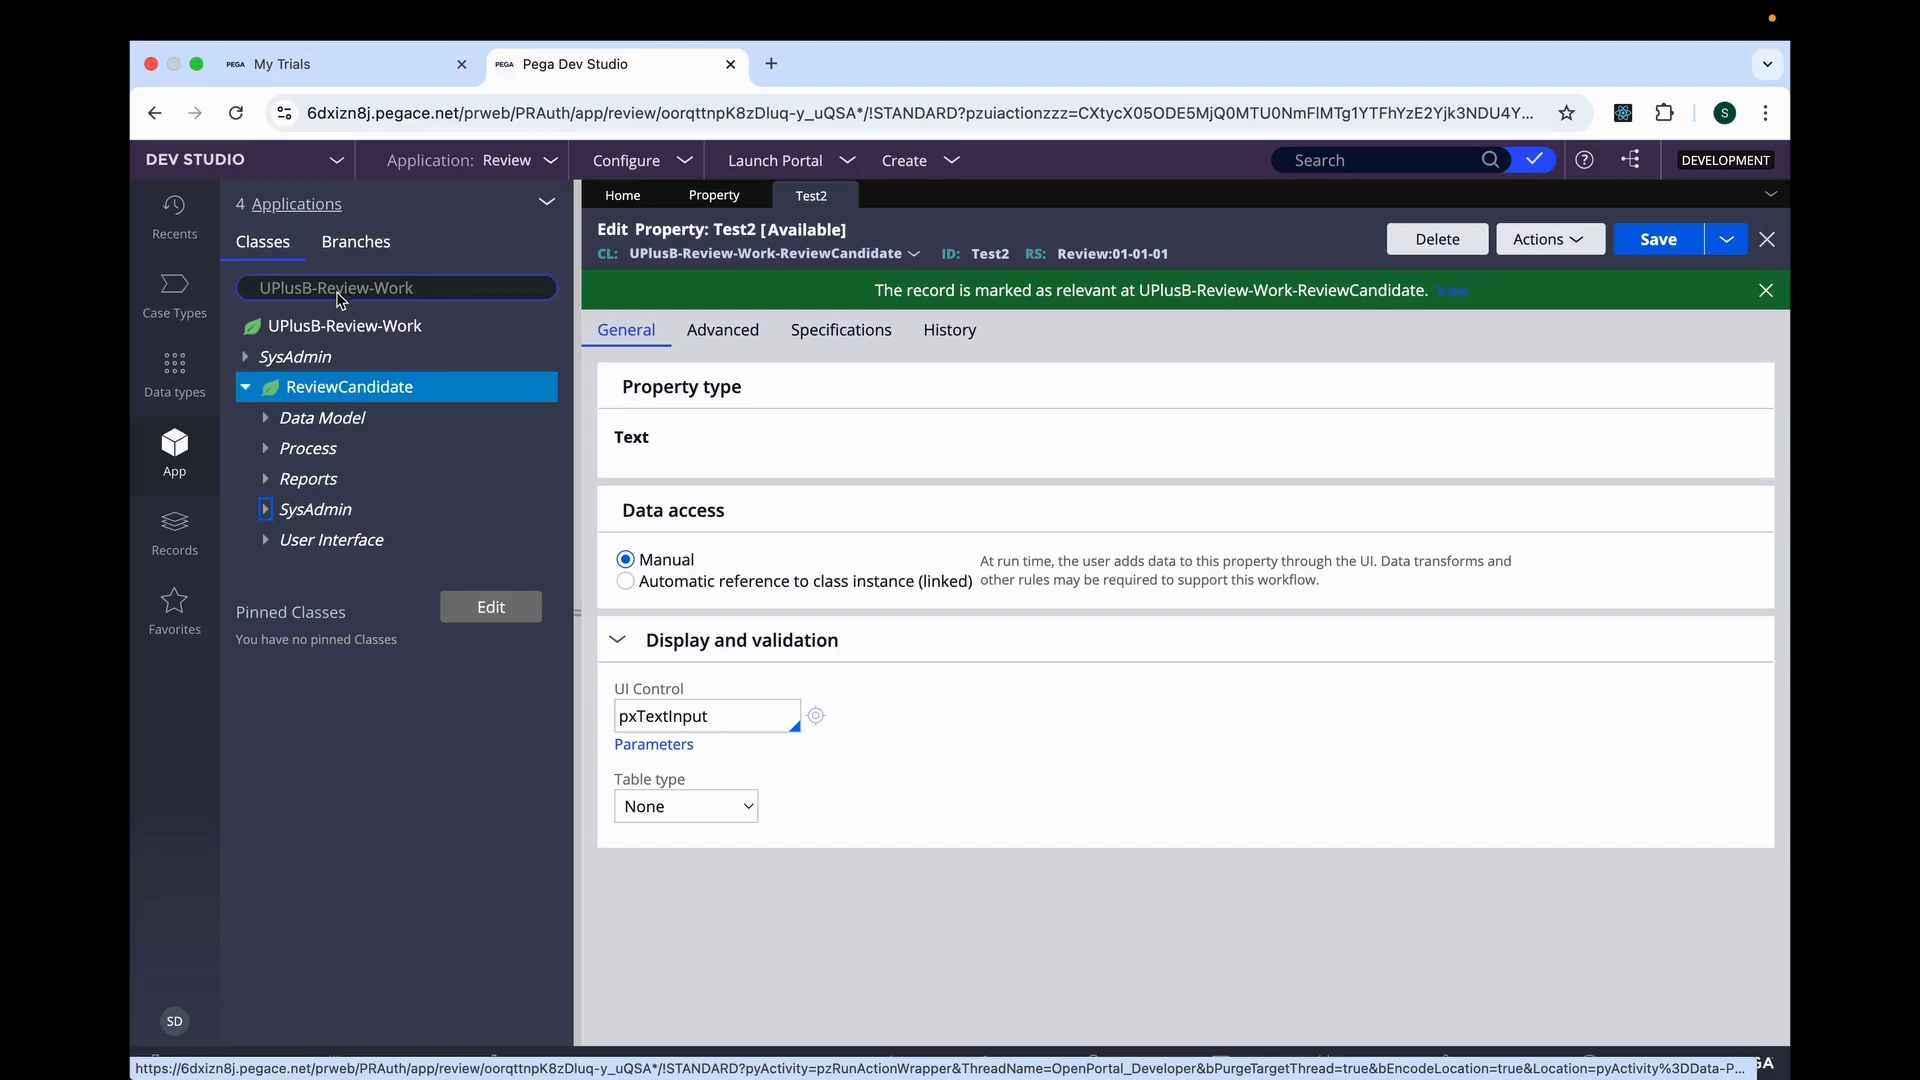 PEGA My Trials
PEGA Pega Dev Studio
6dxizn8j.pegace.net/prweb/PRAuth/app/review/oorqttnpK8zDluq-y_uQSA*/!STANDARD?pzuiactionzzz=CXtycX05ODE5MjQ0MTU0NmFlMTg1YTFhYzE2Yjk3NDU4Y...
S
DEV STUDIO
Application: Review
Configure
Launch Portal
Create
Search
DEVELOPMENT
Recents
Case Types
Data types
App
Records
Favorites
SD
4 Applications
Classes
Branches
UPlusB-Review-Work
UPlusB-Review-Work
SysAdmin
ReviewCandidate
Data Model
Process
Reports
SysAdmin
User Interface
Pinned Classes
Edit
You have no pinned Classes
Home
Property
Test2
Edit Property: Test2 [Available]
CL: UPlusB-Review-Work-ReviewCandidate ID: Test2 RS: Review:01-01-01
Delete
Actions
Save
The record is marked as relevant at UPlusB-Review-Work-ReviewCandidate. View
General
Advanced
Specifications
History
Property type
Text
Data access
Manual
Automatic reference to class instance (linked)
At run time, the user adds data to this property through the UI. Data transforms and
other rules may be required to support this workflow.
Display and validation
UI Control
pxTextInput
Parameters
Table type
None
https://6dxizn8j.pegace.net/prweb/PRAuth/app/review/oorqttnpK8zDluq-y_uQSA*/!STANDARD?pyActivity=pzRunActionWrapper&ThreadName=OpenPortal_Developer&bPurgeTargetThread=true&bEncodeLocation=true&Location=pyActivity%3DData-P...